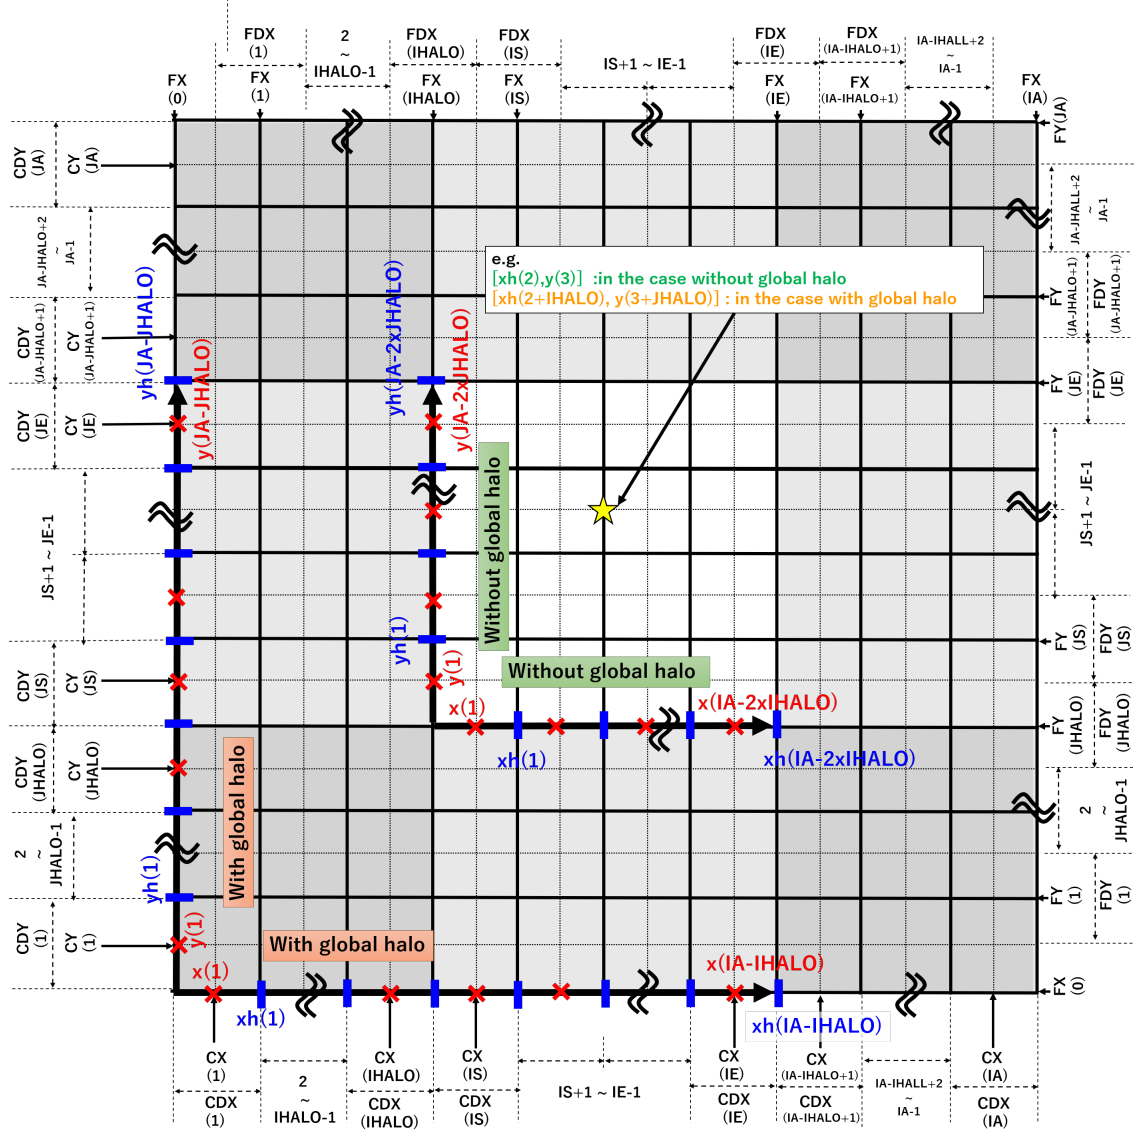 FDX
(1)
2
~
IHALO-1
FDX
(IHALO)
FDX
(IS)
IS+1 ~ IE-1
FDX
(IE)
FDX
(IA-IHALO+1)
IA-IHALL+2
~
IA-1
FX
(0)
FX
(1)
FX
(IHALO)
FX
(IS)
FX
(IE)
FX
(IA-IHALO+1)
FX
(IA)
FY(JA)
CDY
(JA)
CY
(JA)
JA-JHALO+2
~
JA-1
CDY
(JA-JHALO+1)
CY
(JA-JHALO+1)
CDY
(JE)
CY
(JE)
JS+1 ~ JE-1
CDY
(JS)
CY
(JS)
CDY
(JHALO)
CY
(JHALO)
2
~
JHALO-1
CDY
(1)
CY
(1)
yh(JA-JHALO)
y(JA-JHALO)
yh(JA-2xJHALO)
y(JA-2xJHALO)
e.g.
[xh(2),y(3)] :in the case without global halo
[xh(2+IHALO), y(3+JHALO)] : in the case with global halo
Without global halo
yh(1)
y(1)
Without global halo
x(1)
x(IA-2xIHALO)
xh(1)
xh(IA-2xIHALO)
With global halo
yh(1)
y(1)
With global halo
x(1)
x(IA-IHALO)
xh(1)
xh(IA-IHALO)
JA-JHALL+2
~
JA-1
FY
(JA-JHALO+1)
FDY
(JA-JHALO+1)
FY
(JE)
FDY
(JE)
JS+1 ~ JE-1
FY
(JS)
FDY
(JS)
FY
(JHALO)
FDY
(JHALO)
2
~
JHALO-1
FY
(1)
FDY
(1)
FX
(0)
CX
(1)
CDX
(1)
2
~
IHALO-1
CX
(IHALO)
CDX
(IHALO)
CX
(IS)
CDX
(IS)
IS+1 ~ IE-1
CX
(IE)
CDX
(IE)
CX
(IA-IHALO+1)
CDX
(IA-IHALO+1)
IA-IHALL+2
~
IA-1
CX
(IA)
CDX
(IA)